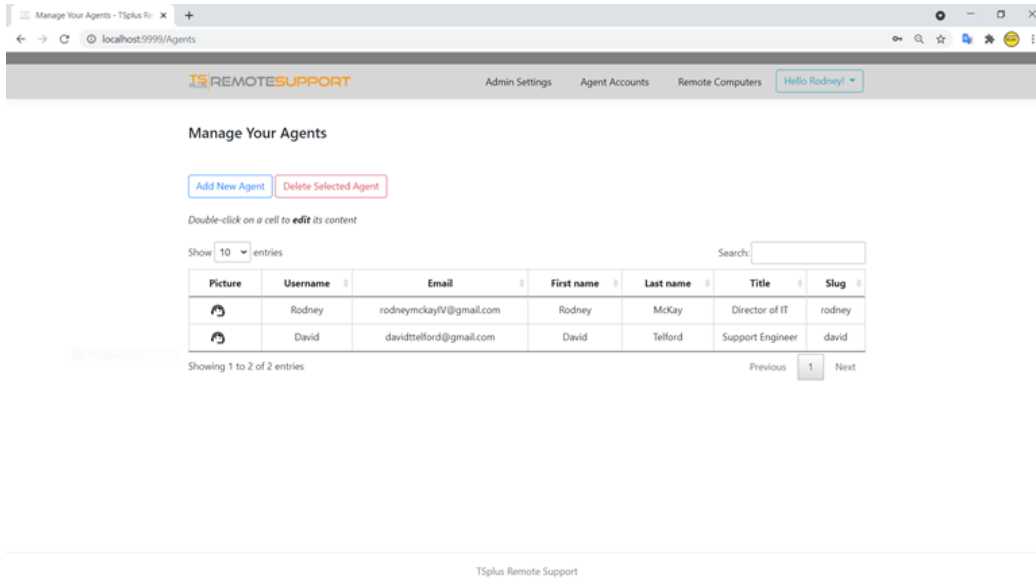 Manage Your Agents - TSplus Re
localhost:9999/Agents
TS PLUS REMOTESUPPORT
Admin Settings Agent Accounts Remote Computers Hello Rodney!
Manage Your Agents
Add New Agent Delete Selected Agent
Double-click on a cell to edit its content
Show 10 entries Search:
Picture Username Email First name Last name Title Slug
Rodney rodneymckayIV@gmail.com Rodney McKay Director of IT rodney
David davidttelford@gmail.com David Telford Support Engineer david
Showing 1 to 2 of 2 entries Previous 1 Next
TSplus Remote Support